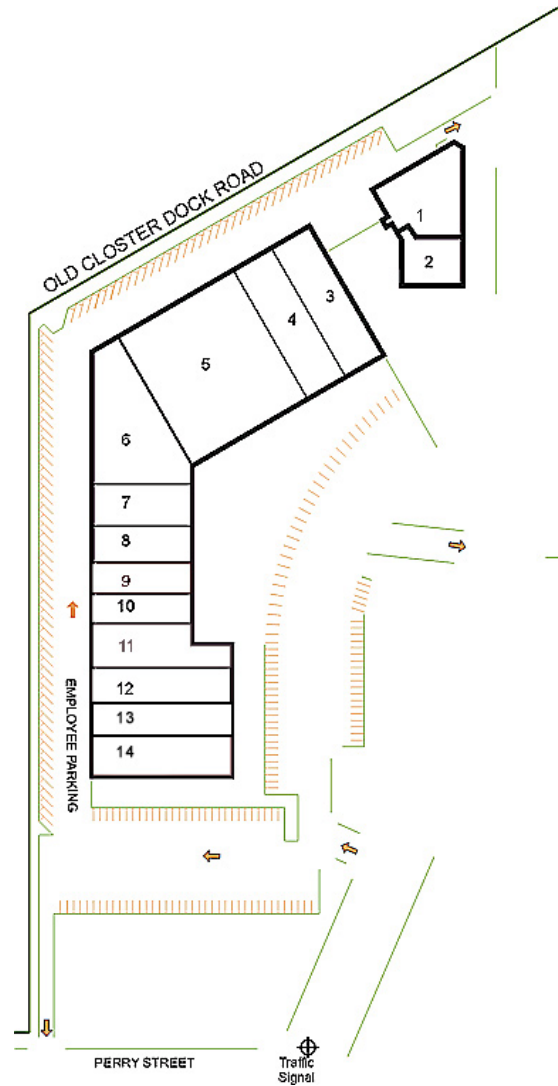 OLD CLOSTER DOCK ROAD
1
2
3
4
5
6
7
8
9
10
11
12
13
14
EMPLOYEE PARKING
PERRY STREET
Traffic
Signal